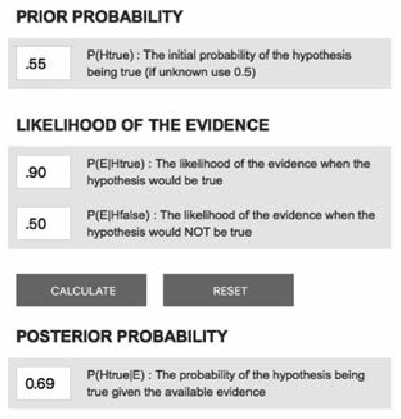 PRIOR PROBABILITY
.55
P(Htrue) : The initial probability of the hypothesis
being true (if unknown use 0.5)
LIKELIHOOD OF THE EVIDENCE
.90
P(E|Htrue) : The likelihood of the evidence when the
hypothesis would be true
.50
P(E|Hfalse) : The likelihood of the evidence when the
hypothesis would NOT be true
CALCULATE RESET
POSTERIOR PROBABILITY
0.69
P(Htrue|E) : The probability of the hypothesis being
true given the available evidence